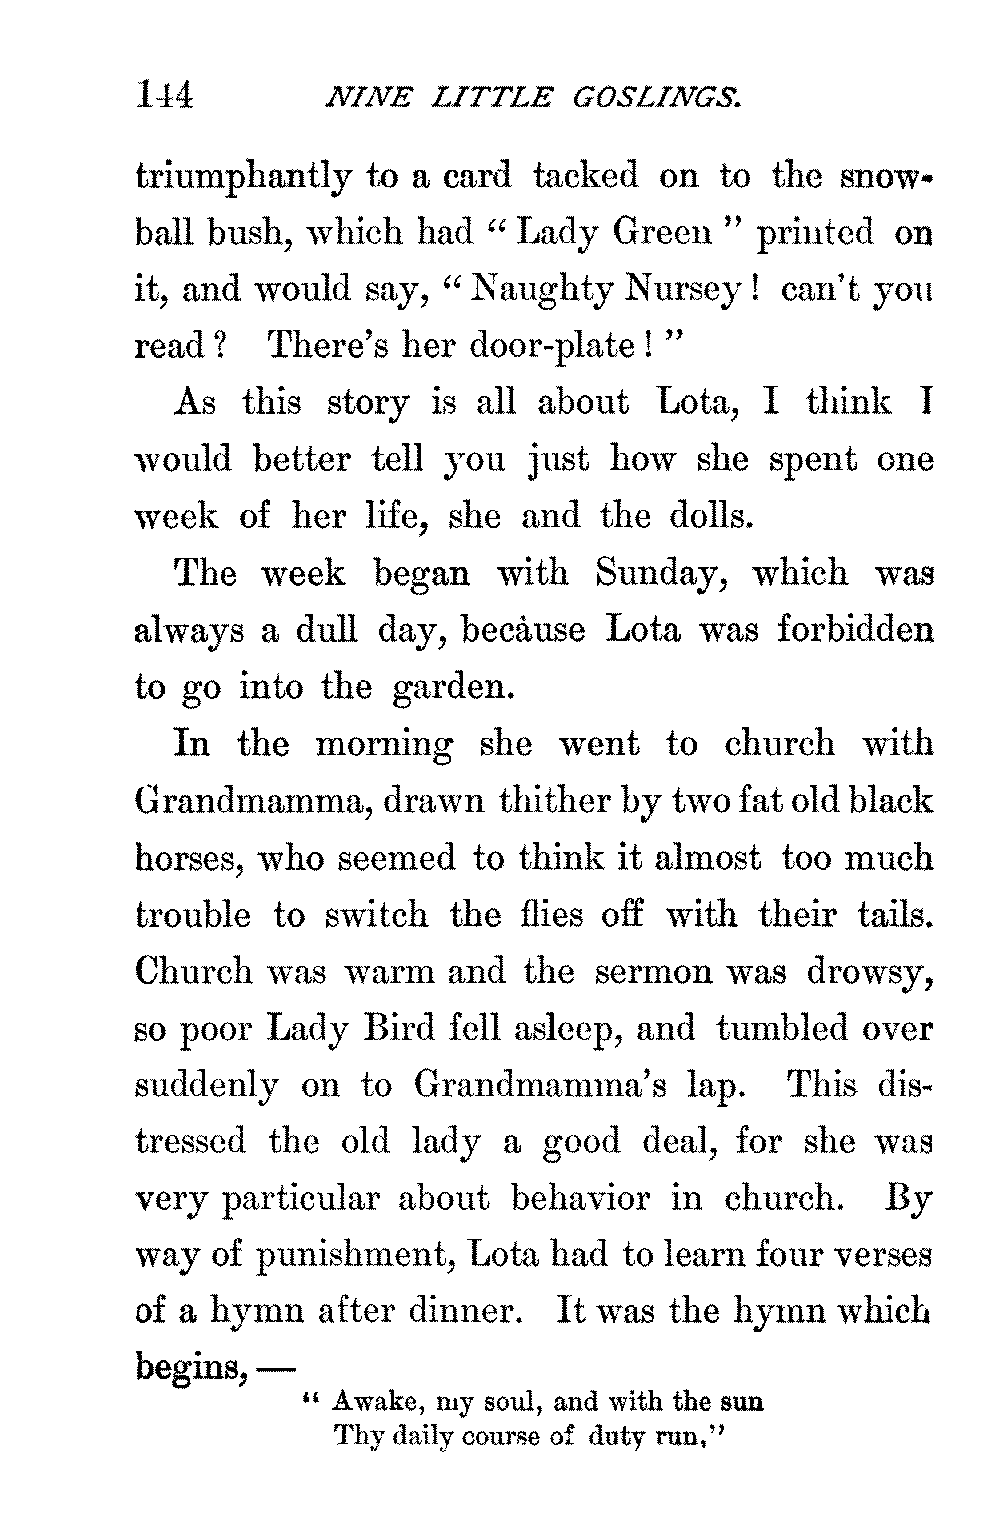 144 NINE LITTLE GOSLINGS.
triumphantly to a card tacked on to the snow-
ball bush, which had “ Lady Green ” printed on
it, and would say, “ Naughty Nursey ! can’t you
read ? There’s her door-plate ! ”
As this story is all about Lota, I think I
would better tell you just how she spent one
week of her life, she and the dolls.
The week began with Sunday, which was
always a dull day, because Lota was forbidden
to go into the garden.
In the morning she went to church with
Grandmamma, drawn thither by two fat old black
horses, who seemed to think it almost too much
trouble to switch the flies off with their tails.
Church was warm and the sermon was drowsy,
so poor Lady Bird fell asleep, and tumbled over
suddenly on to Grandmamma’s lap. This dis-
tressed the old lady a good deal, for she was
very particular about behavior in church. By
way of punishment, Lota had to learn four verses
of a hymn after dinner. It was the hymn which
begins, —
“ Awake, my soul, and with the sun
Thy daily course of duty run,”